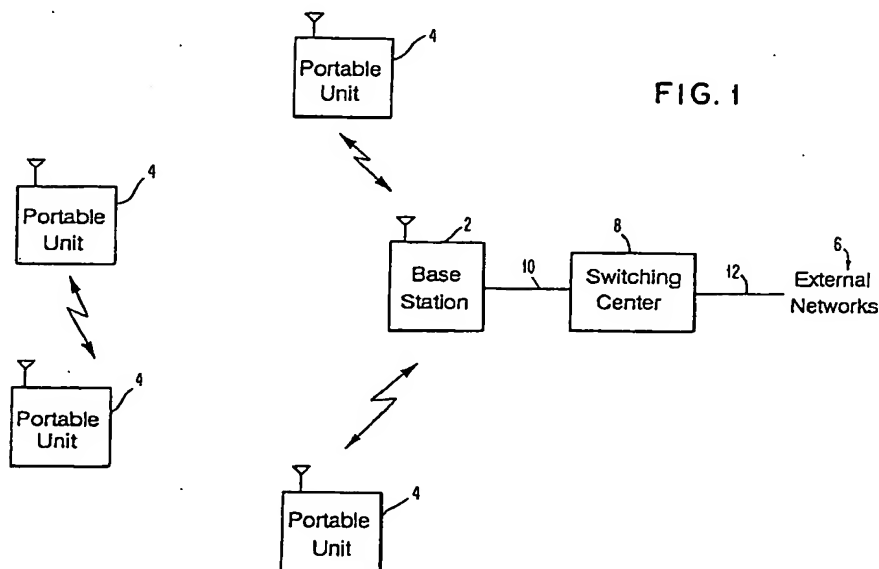 4
Portable
Unit
FIG. 1
4
Portable
Unit
2
Base
Station
10
8
Switching
Center
12
6
External
Networks
4
Portable
Unit
4
Portable
Unit